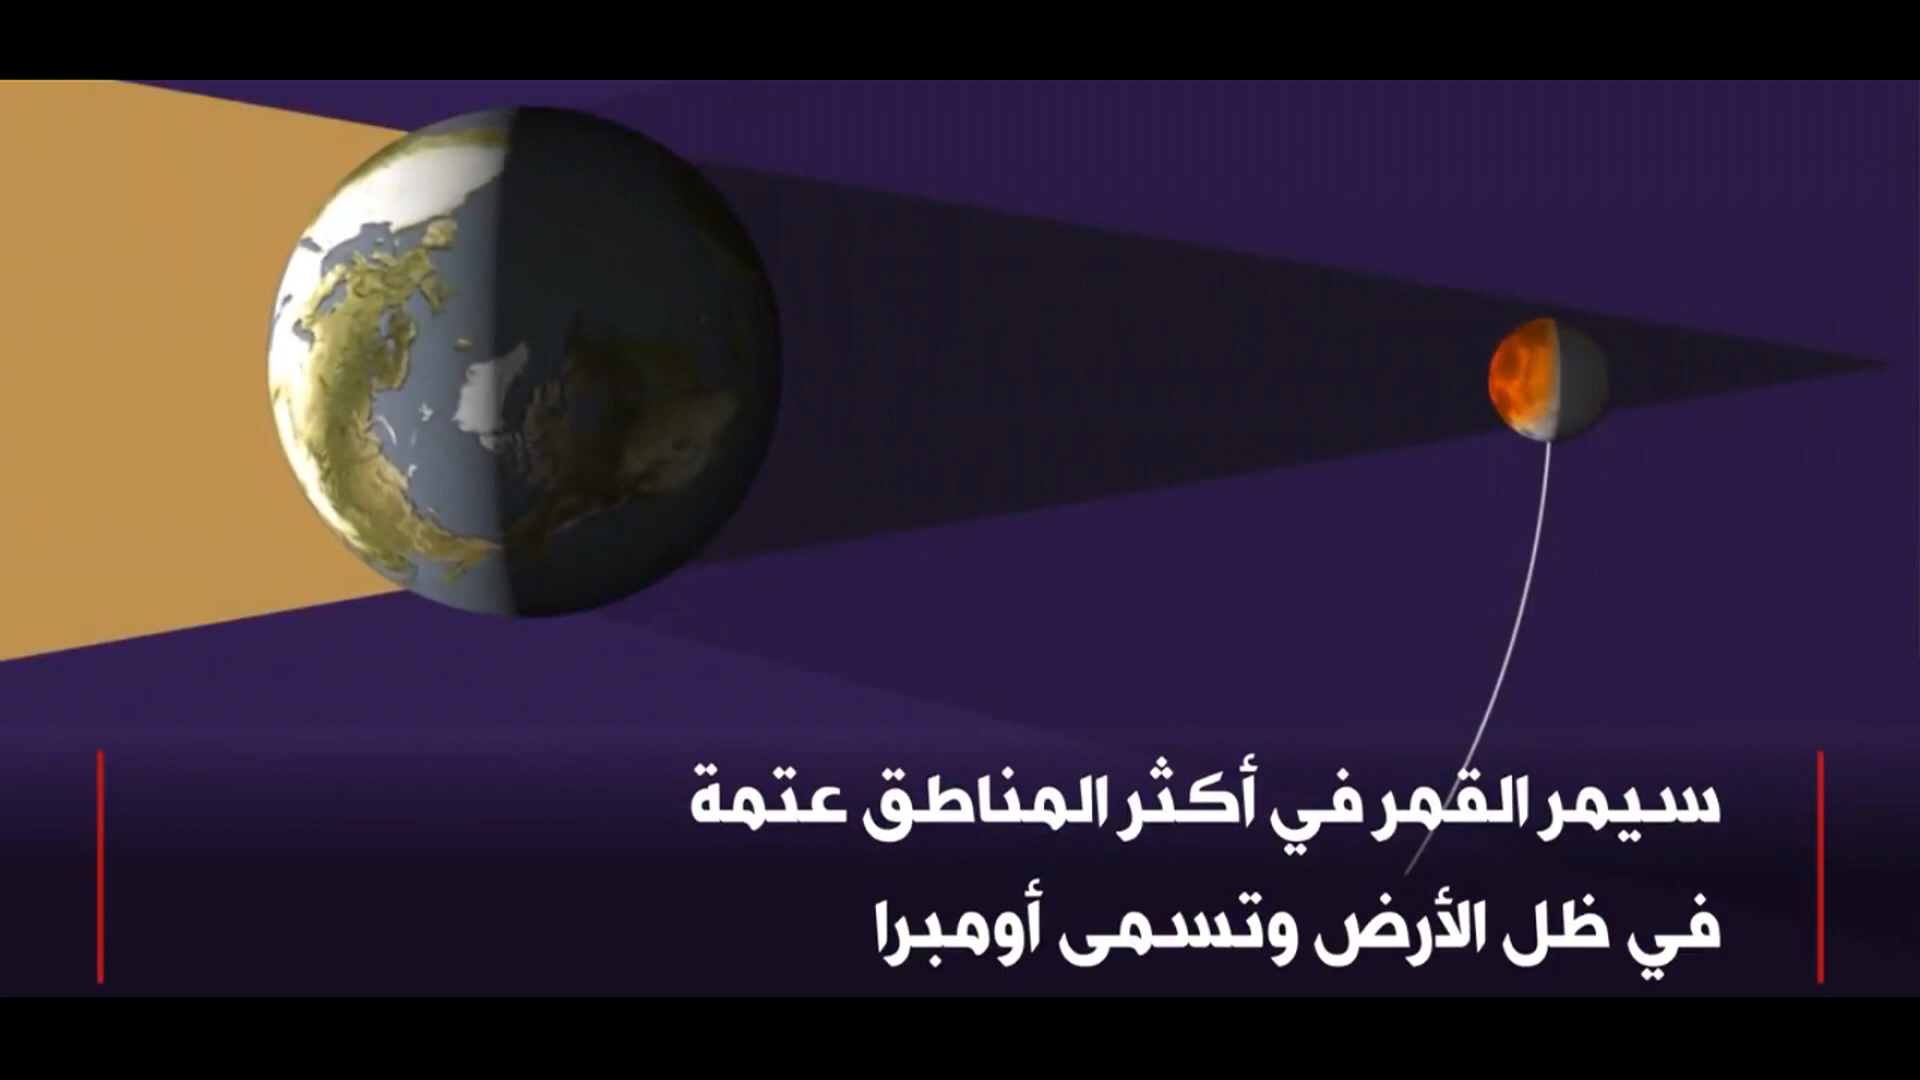 سيمر القمر في أكثر المناطق عتمة
في ظل الأرض وتسمى أومبرا